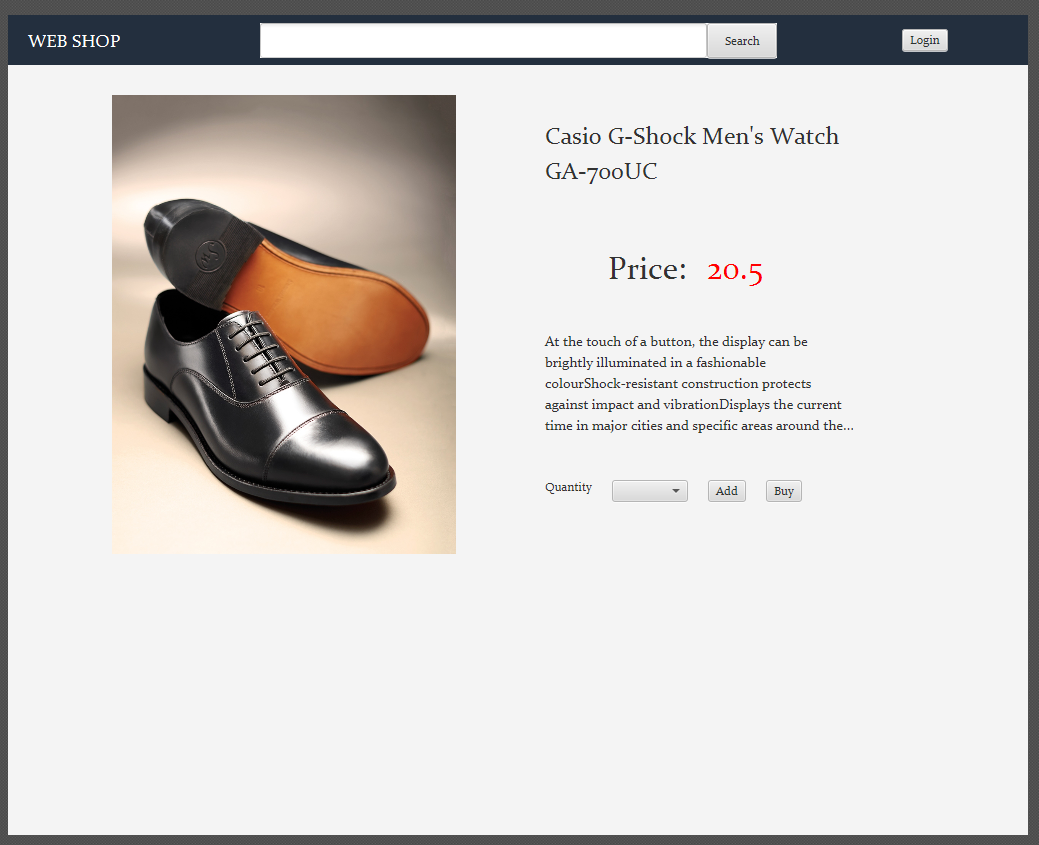 WEB SHOP
Search
Login
Casio G-Shock Men's Watch
GA-700UC
Price: 20.5
At the touch of a button, the display can be
brightly illuminated in a fashionable
colourShock-resistant construction protects
against impact and vibrationDisplays the current
time in major cities and specific areas around the...
Quantity
Add
Buy